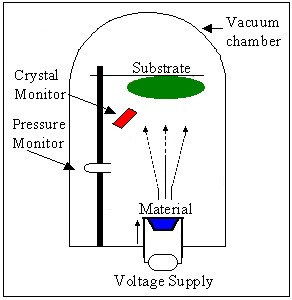 Vacuum
chamber
Substrate
Crystal
Monitor
Pressure
Monitor
Material
Voltage Supply